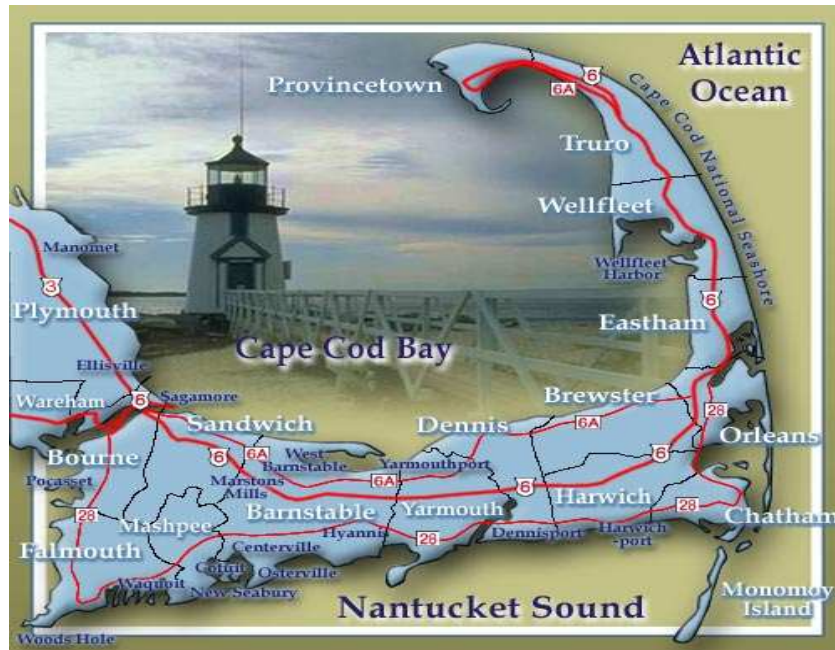 Atlantic
Ocean
Provincetown
6
6A
Cape Cod National Seashore
Truro
Wellfleet
Wellfleet
Harbor
Manomet
3
Plymouth
6
Eastham
Cape Cod Bay
Ellisville
Wareham
6
Sagamore
Sandwich
Brewster
Dennis
6A
28
Orleans
Bourne
6
6A
West
Barnstable
Yarmouthport
6
Pocasset
Marstons
Mills
6A
6
Harwich
28
28
Mashpee
Barnstable
Yarmouth
Chatham
Falmouth
Hyannis
28
Dennisport
Harwich
-port
Centerville
Waquoit
Cotuit
Osterville
New Seabury
Nantucket Sound
Monomoy
Island
Woods Hole